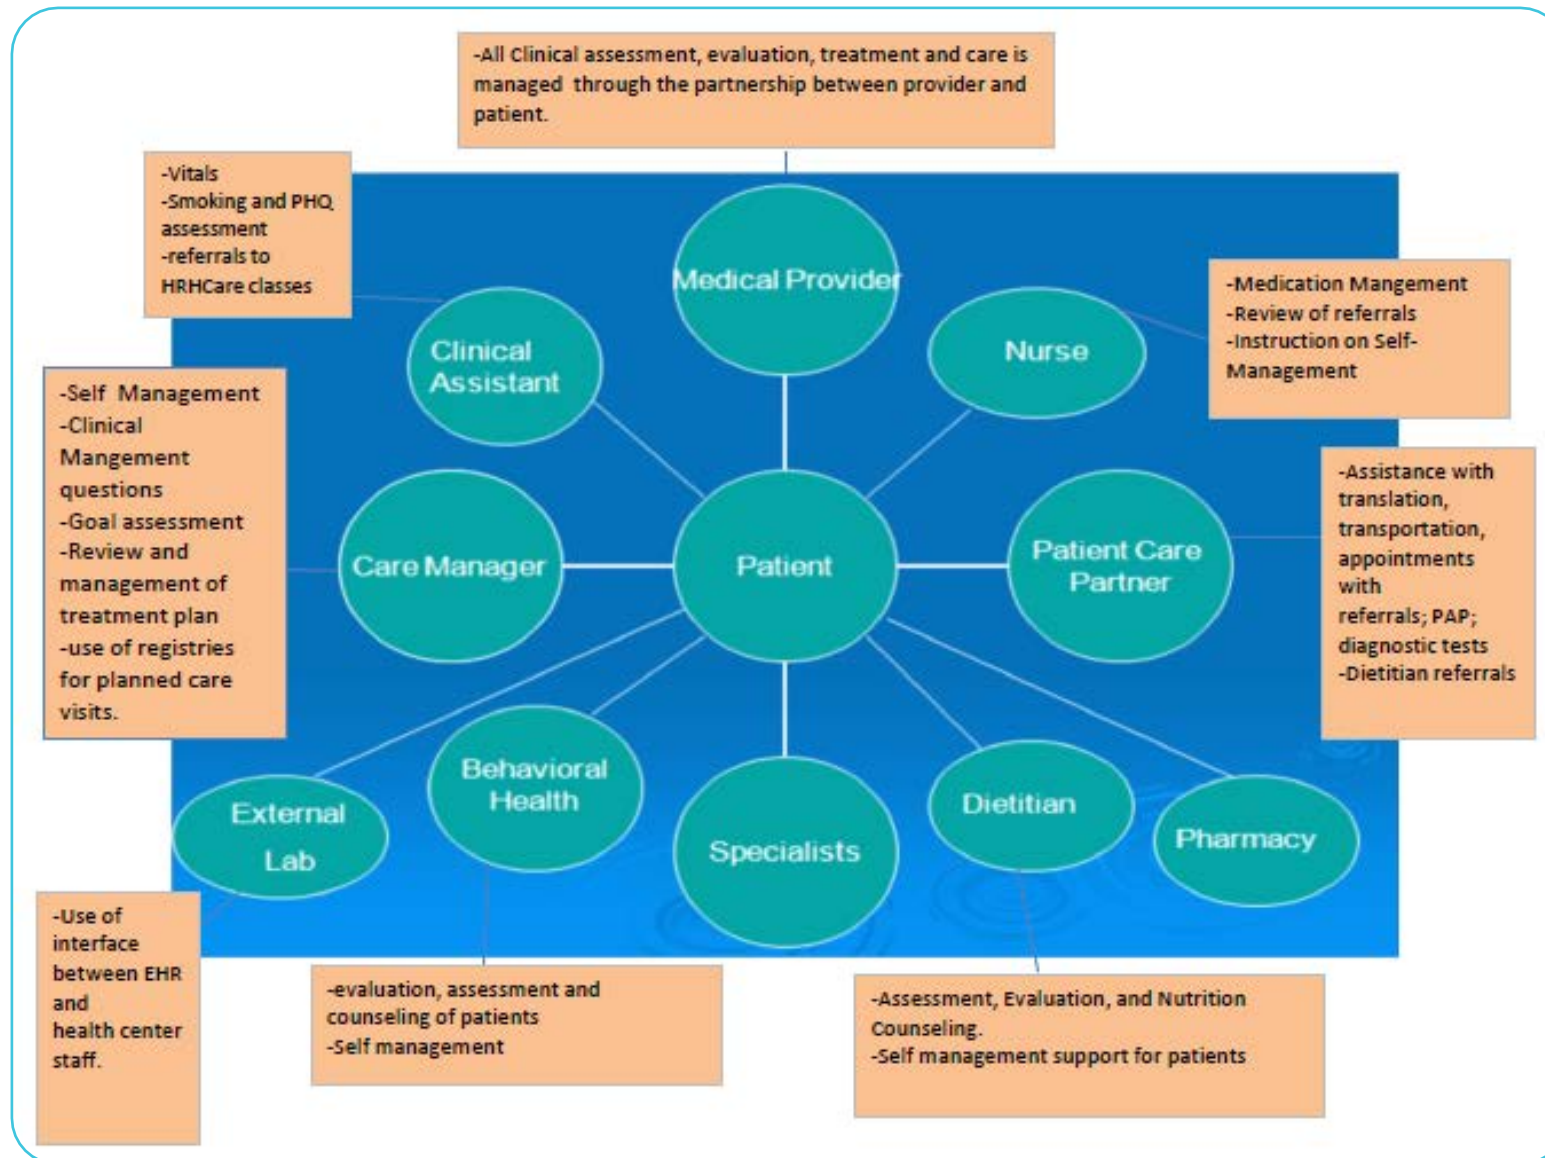 -All Clinical assessment, evaluation, treatment and care is
managed through the partnership between provider and
patient.
-Vitals
-Smoking and PHQ
assessment
-referrals to
HRHCare classes
Medical Provider
-Medication Mangement
-Review of referrals
-Instruction on Self-
Management
Clinical
Assistant
Nurse
-Self Management
-Clinical
Mangement
questions
-Goal assessment
-Review and
management of
treatment plan
-use of registries
for planned care
visits.
Care Manager
Patient
Patient Care
Partner
-Assistance with
translation,
transportation,
appointments
with
referrals; PAP;
diagnostic tests
-Dietitian referrals
External
Lab
Behavioral
Health
Specialists
Dietitian
Pharmacy
-Use of
interface
between EHR
and
health center
staff.
-evaluation, assessment and
counseling of patients
-Self management
-Assessment, Evaluation, and Nutrition
Counseling.
-Self management support for patients